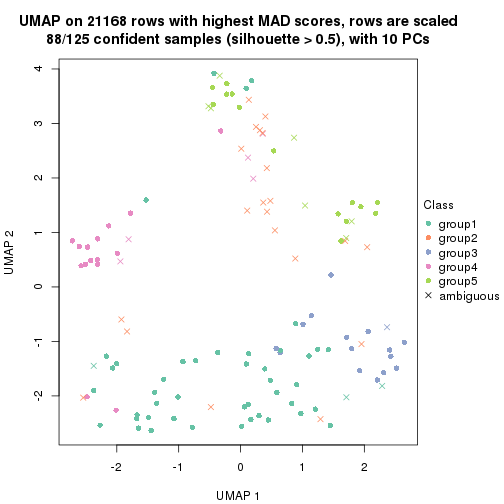 UMAP on 21168 rows with highest MAD scores, rows are scaled
88/125 confident samples (silhouette > 0.5), with 10 PCs
4
3
2
1
0
-1
-2
UMAP 2
-2 -1 0 1 2
UMAP 1
Class
group1
group2
group3
group4
group5
ambiguous